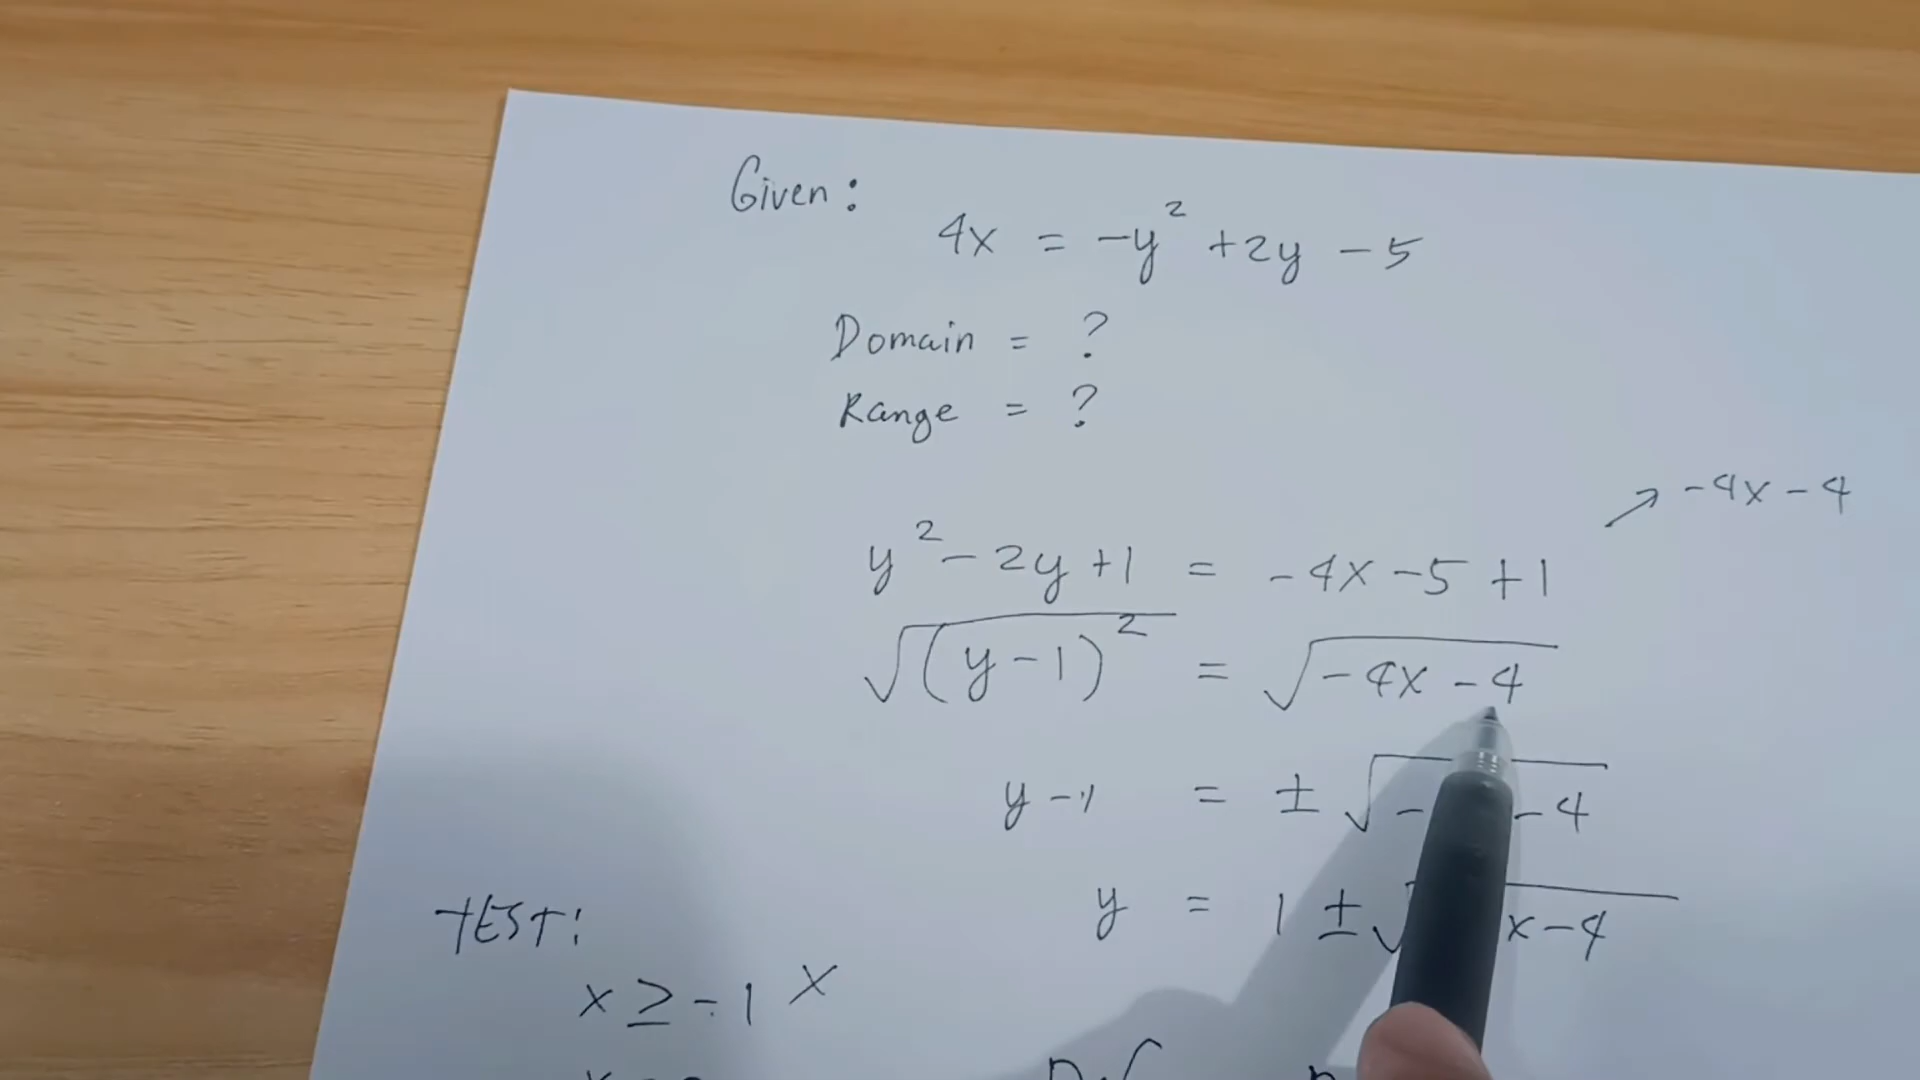 Given:
4x = -y² + 2y - 5
Domain = ?
Range = ?
↗ -4x - 4
y² - 2y + 1 = -4x - 5 + 1
√(y-1)² = √-4x - 4
y - 1 = ± √- - 4
y = 1 ± √x - 4
TEST:
x ≥ -1 X